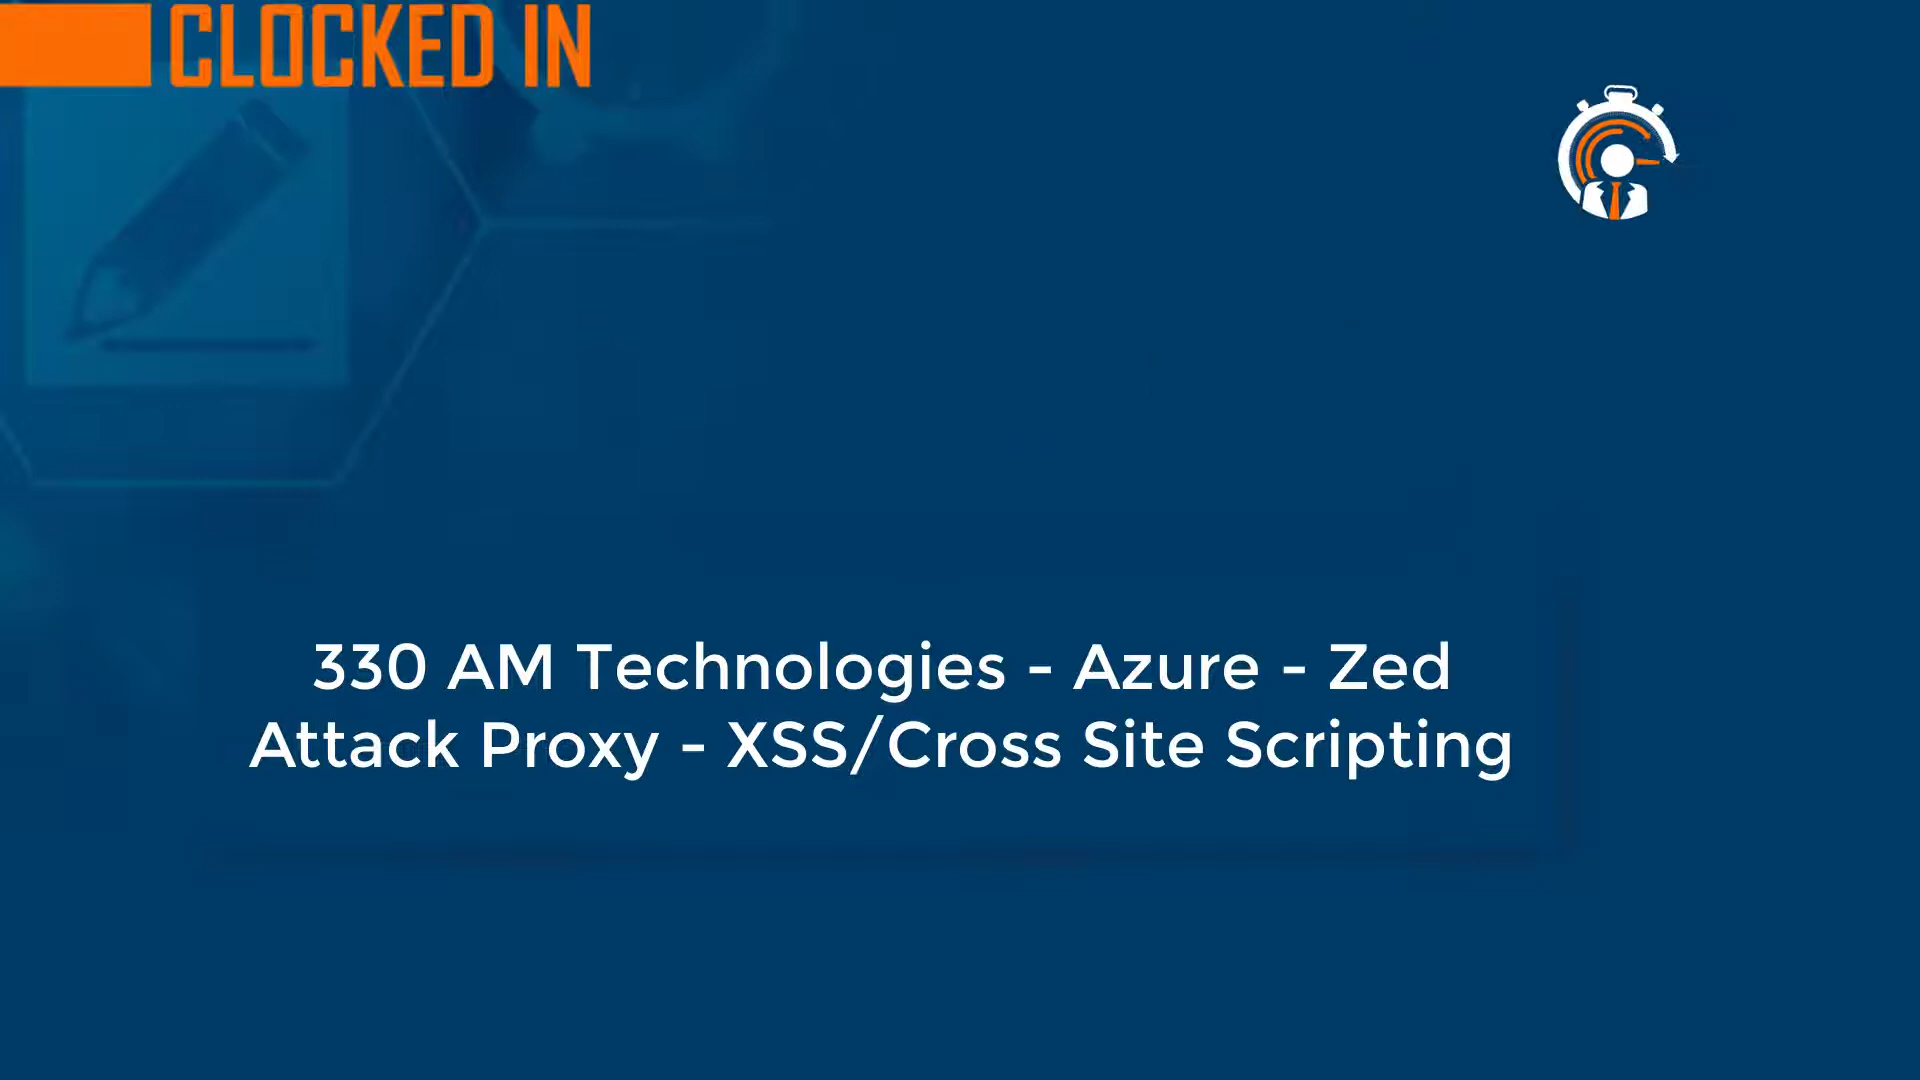 CLOCKED IN
330 AM Technologies - Azure - Zed
Attack Proxy - XSS/Cross Site Scripting